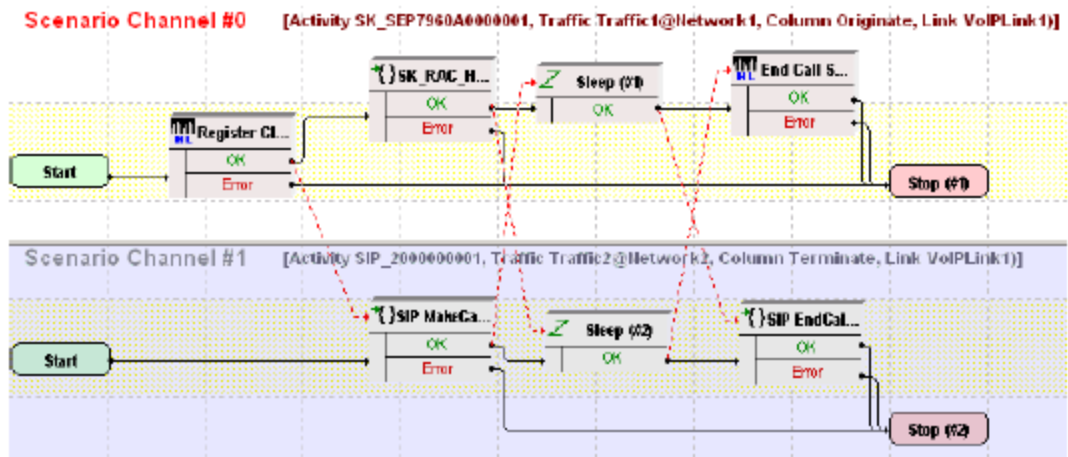 Scenario Channel #0 [Activity SK_SEP7960A0000001, Traffic Traffic1@Network1, Column Originate, Link VoIPLink1)]
{}SK_RAC_H...
OK
Error
Sleep (#1)
OK
End Call S...
OK
Error
Register Cl...
OK
Error
Start
Stop (#1)
Scenario Channel #1 [Activity SIP_2000000001, Traffic Traffic2@Network2, Column Terminate, Link VoIPLink1)]
{}SIP MakeCa...
OK
Error
Sleep (#2)
OK
{}SIP EndCal...
OK
Error
Start
Stop (#2)